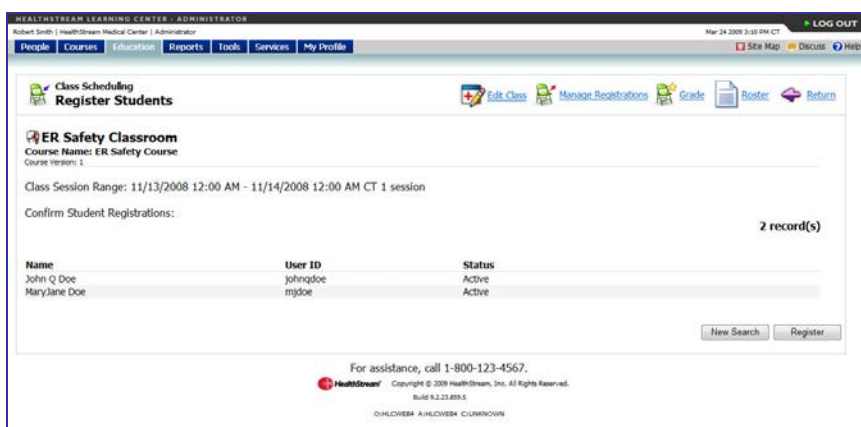 HEALTHSTREAM LEARNING CENTER - ADMINISTRATOR
LOG OUT
Robert Smith | HealthStream Medical Center | Administrator
Mar 24 2009 3:10 PM CT
People Courses Education Reports Tools Services My Profile
Site Map Discuss Help
Class Scheduling
Register Students
Edit Class Manage Registrations Grade Roster Return
ER Safety Classroom
Course Name: ER Safety Course
Course Version: 1
Class Session Range: 11/13/2008 12:00 AM - 11/14/2008 12:00 AM CT 1 session
Confirm Student Registrations:
2 record(s)
Name User ID Status
John Q Doe johnqdoe Active
MaryJane Doe mjdoe Active
New Search Register
For assistance, call 1-800-123-4567.
HealthStream Copyright © 2009 HealthStream, Inc. All Rights Reserved.
Build 9.2.23.859.5
O:HLCWEB4 A:HLCWEB4 C:UNKNOWN